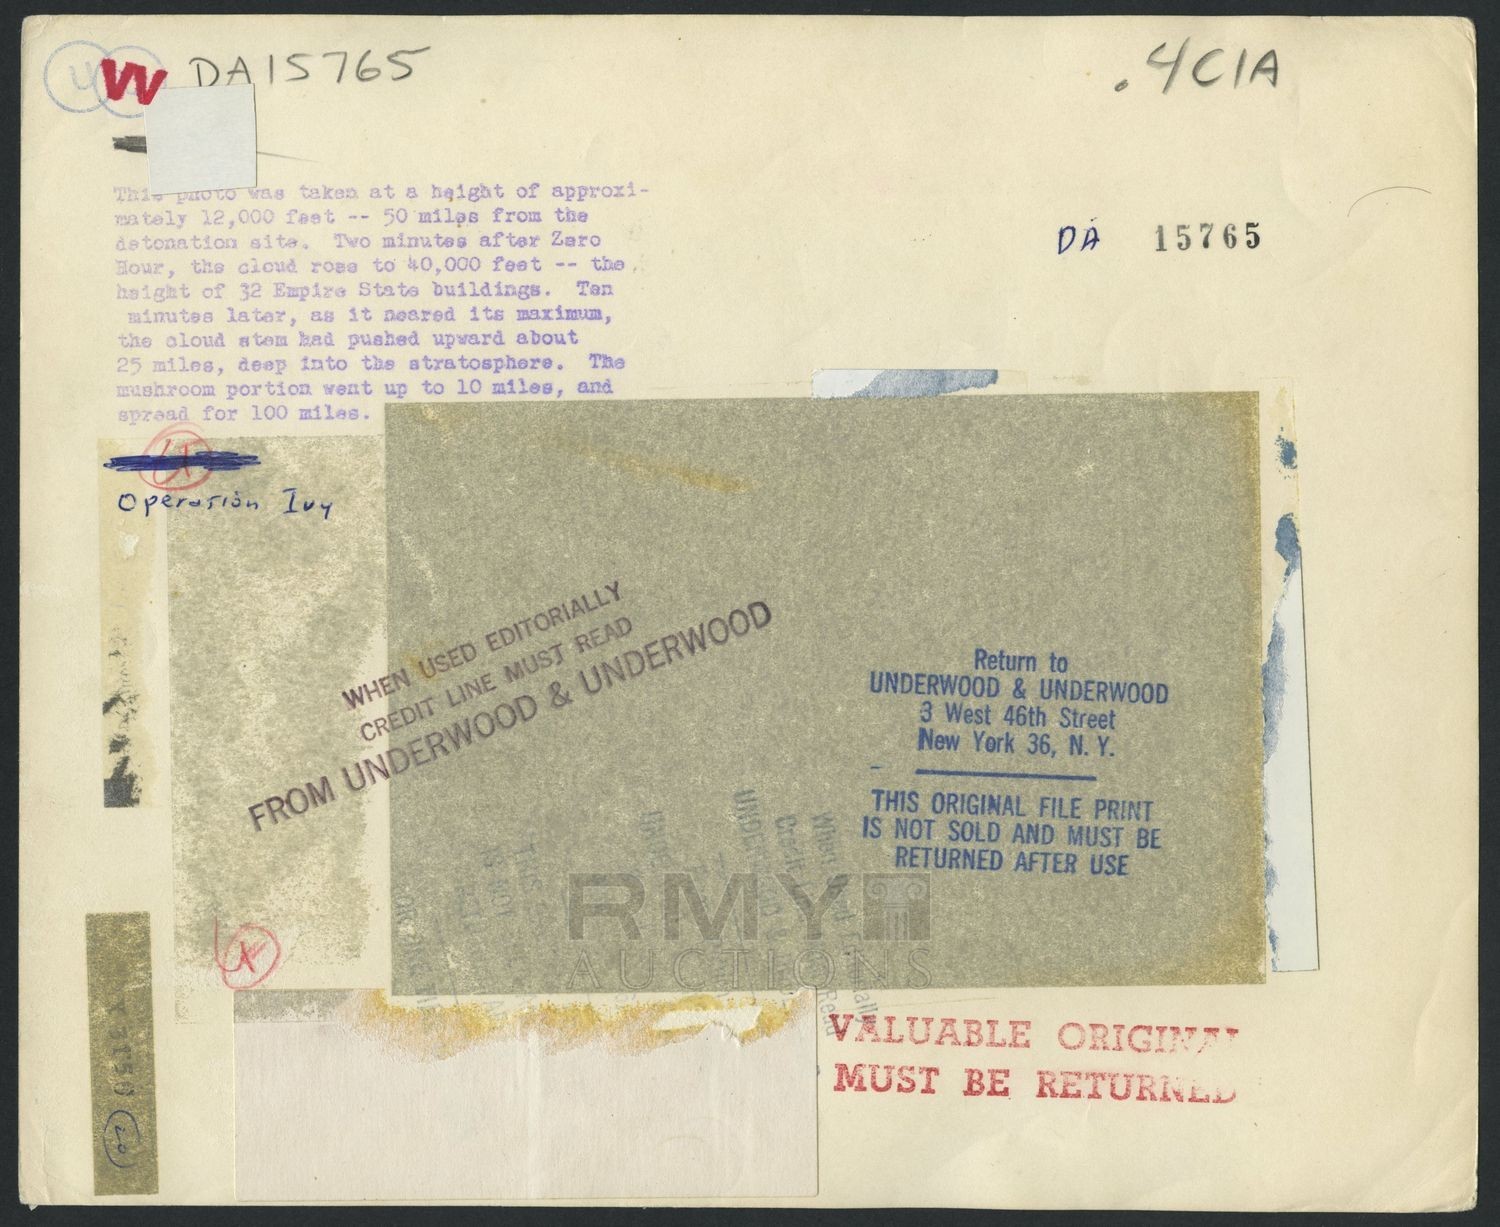 W DA15765
.4CIA
This photo was taken at a height of approxi-
mately 12,000 feet -- 50 miles from the
detonation site. Two minutes after Zero
Hour, the cloud rose to 40,000 feet -- the
height of 32 Empire State buildings. Ten
minutes later, as it neared its maximum,
the cloud stem had pushed upward about
25 miles, deep into the stratosphere. The
mushroom portion went up to 10 miles, and
spread for 100 miles.
DA 15765
Operation Ivy
WHEN USED EDITORIALLY
CREDIT LINE MUST READ
FROM UNDERWOOD & UNDERWOOD
Return to
UNDERWOOD & UNDERWOOD
3 West 46th Street
New York 36, N. Y.
THIS ORIGINAL FILE PRINT
IS NOT SOLD AND MUST BE
RETURNED AFTER USE
THIS
IS NOT
When
Read
RMY
AUCTIONS
VALUABLE ORIGINAL
MUST BE RETURNED
20